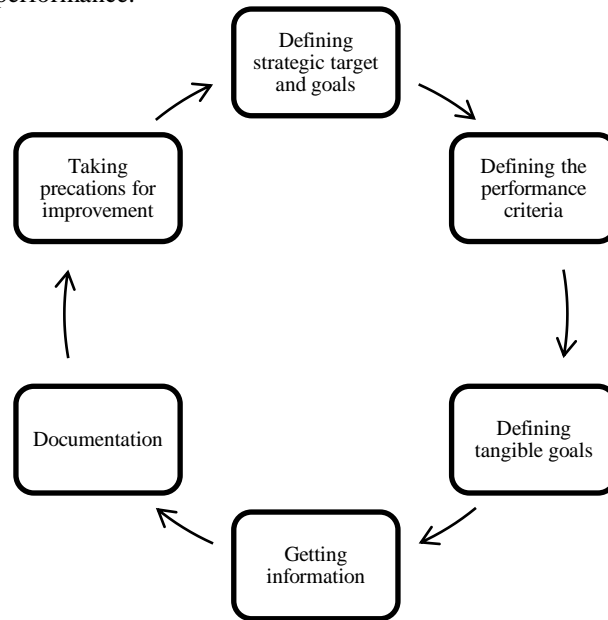 performance.
Defining
strategic target
and goals
Defining the
performance
criteria
Defining
tangible goals
Getting
information
Documentation
Taking
precations for
improvement